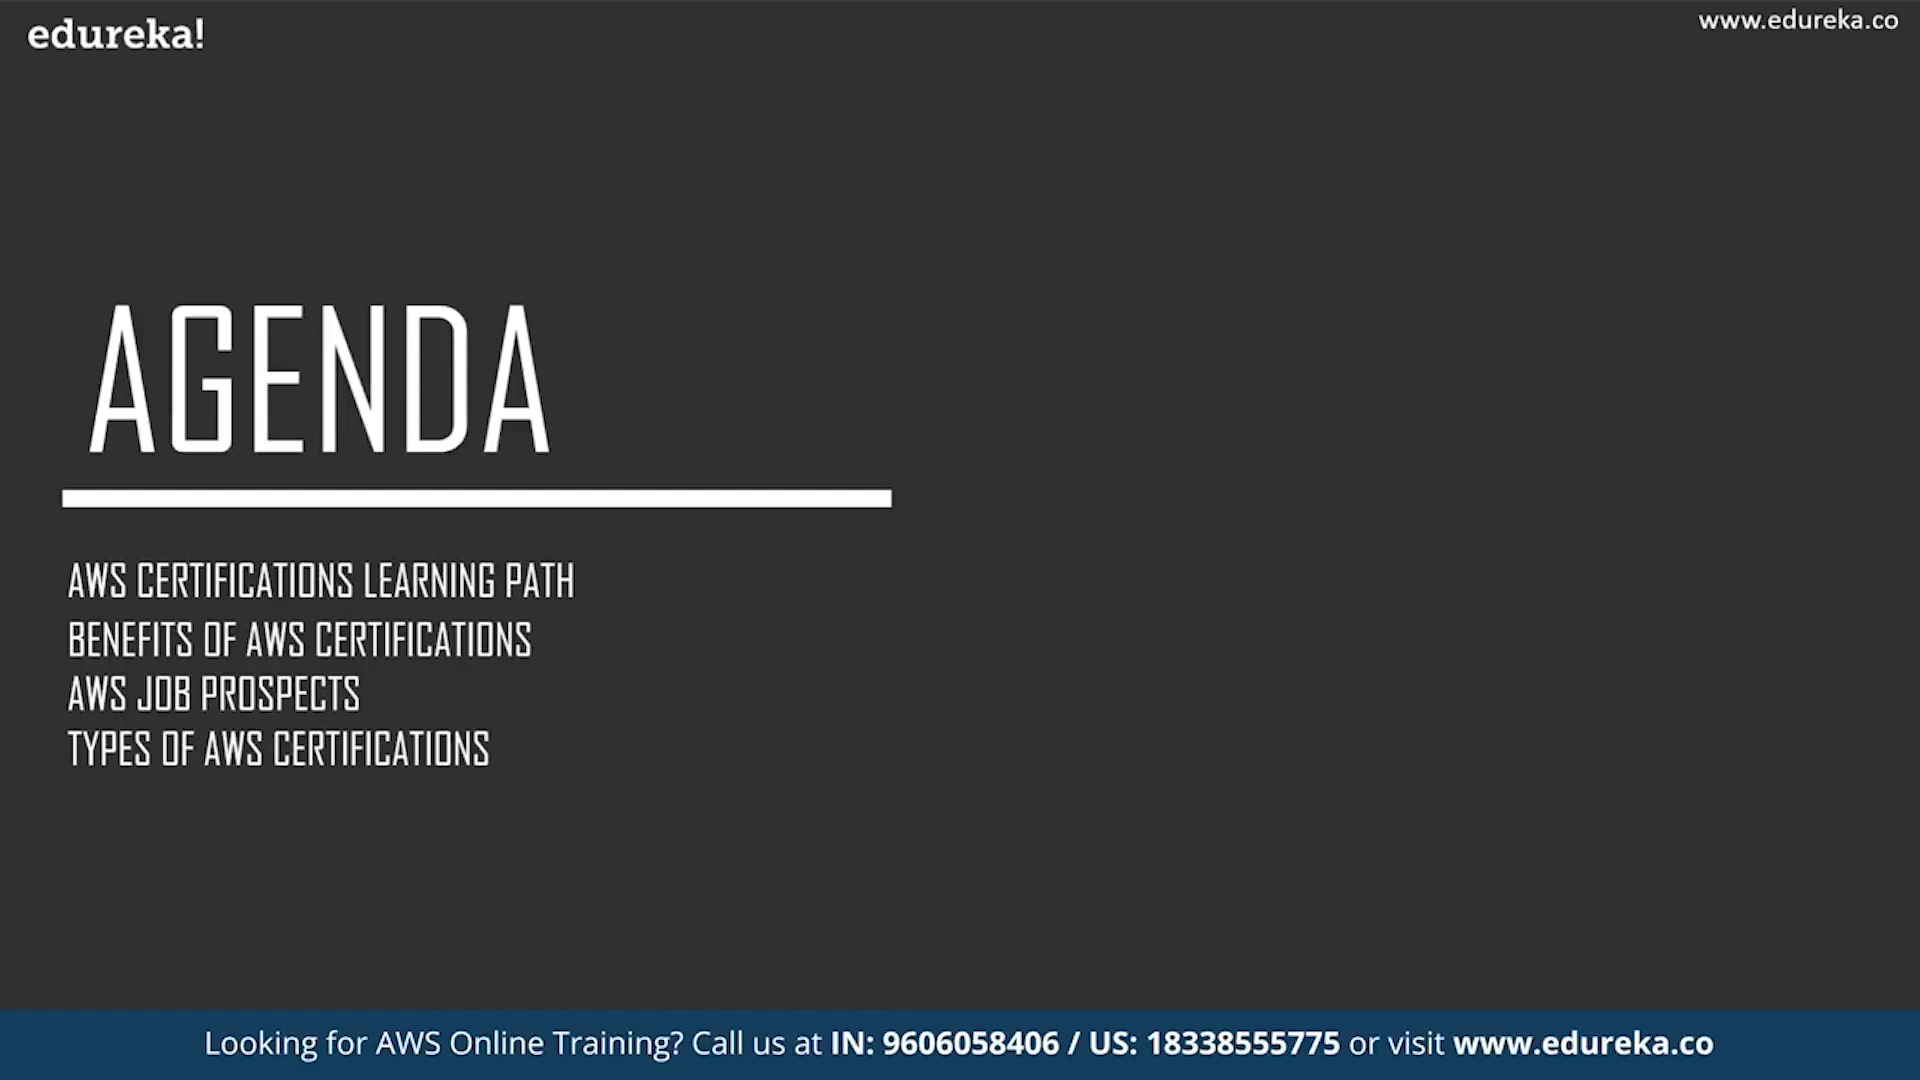 edureka!
www.edureka.co
AGENDA
AWS CERTIFICATIONS LEARNING PATH
BENEFITS OF AWS CERTIFICATIONS
AWS JOB PROSPECTS
TYPES OF AWS CERTIFICATIONS
Looking for AWS Online Training? Call us at IN: 9606058406 / US: 18338555775 or visit www.edureka.co